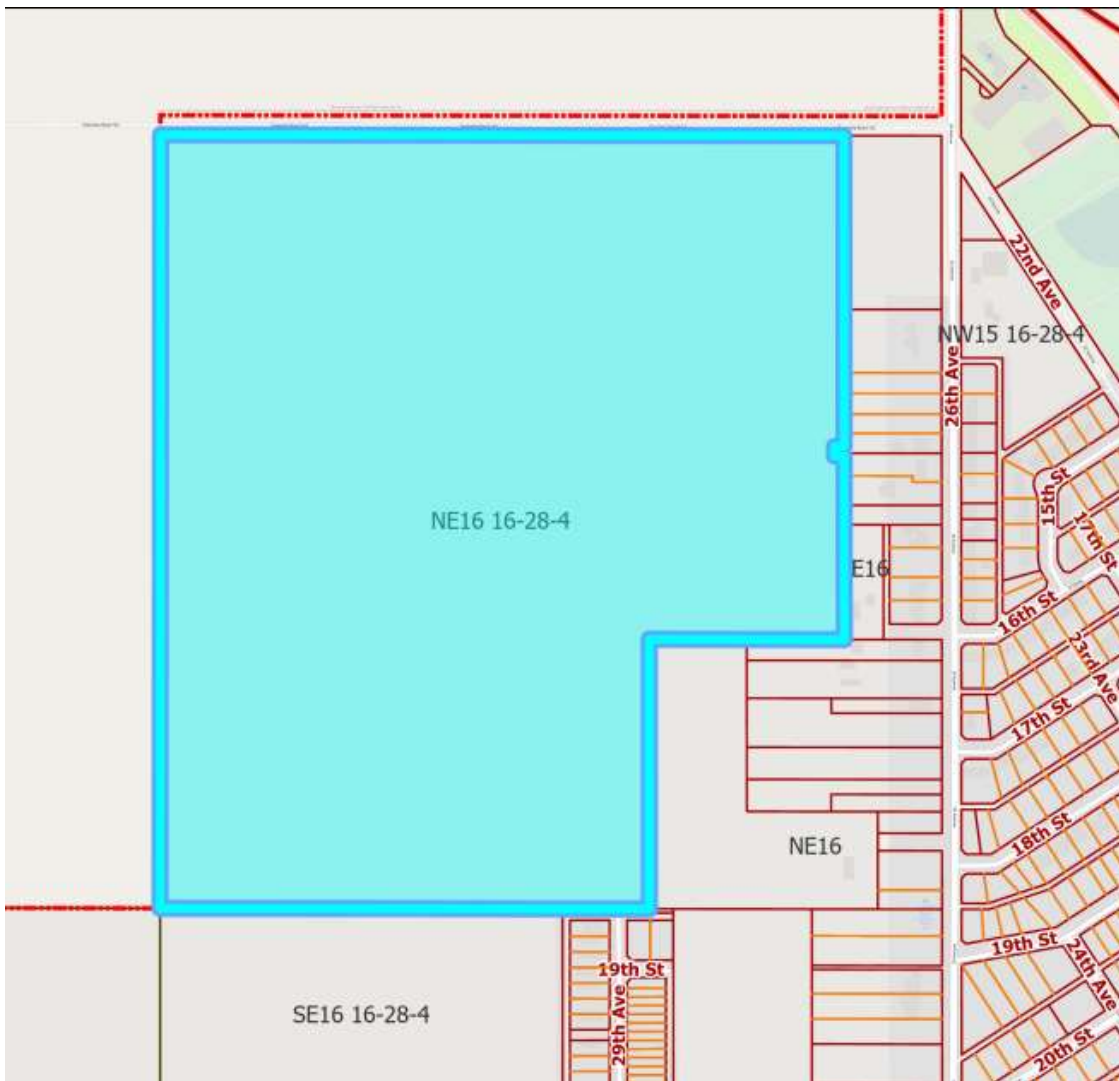 22nd Ave
NW15 16-28-4
26th Ave
15th St
17th St
NE16 16-28-4
E16
16th St
23rd Ave
17th St
18th St
NE16
19th St
24th Ave
19th St
SE16 16-28-4
29th Ave
20th St